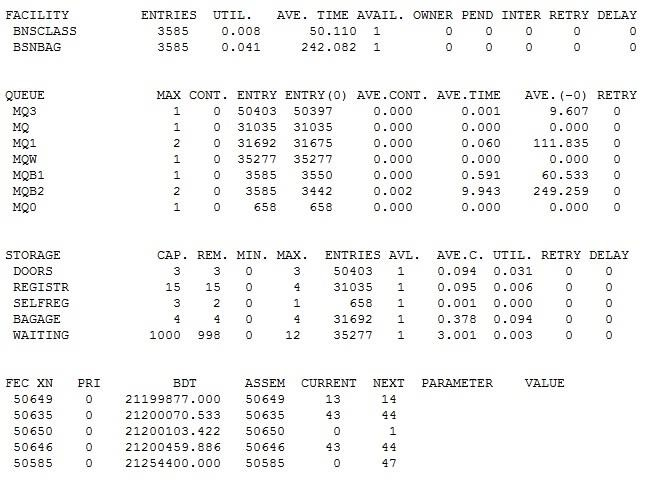 FACILITY ENTRIES UTIL. AVE. TIME AVAIL. OWNER PEND INTER RETRY DELAY
BNSCLASS 3585 0.008 50.110 1 0 0 0 0 0
BSNBAG 3585 0.041 242.082 1 0 0 0 0 0
QUEUE MAX CONT. ENTRY ENTRY(0) AVE.CONT. AVE.TIME AVE.(-0) RETRY
MQ3 1 0 50403 50397 0.000 0.001 9.607 0
MQ 1 0 31035 31035 0.000 0.000 0.000 0
MQ1 2 0 31692 31675 0.000 0.060 111.835 0
MQW 1 0 35277 35277 0.000 0.000 0.000 0
MQB1 1 0 3585 3550 0.000 0.591 60.533 0
MQB2 2 0 3585 3442 0.002 9.943 249.259 0
MQ0 1 0 658 658 0.000 0.000 0.000 0
STORAGE CAP. REM. MIN. MAX. ENTRIES AVL. AVE.C. UTIL. RETRY DELAY
DOORS 3 3 0 3 50403 1 0.094 0.031 0 0
REGISTR 15 15 0 4 31035 1 0.095 0.006 0 0
SELFREG 3 2 0 1 658 1 0.001 0.000 0 0
BAGAGE 4 4 0 4 31692 1 0.378 0.094 0 0
WAITING 1000 998 0 12 35277 1 3.001 0.003 0 0
FEC XN PRI BDT ASSEM CURRENT NEXT PARAMETER VALUE
50649 0 21199877.000 50649 13 14
50635 0 21200070.533 50635 43 44
50650 0 21200103.422 50650 0 1
50646 0 21200459.886 50646 43 44
50585 0 21254400.000 50585 0 47